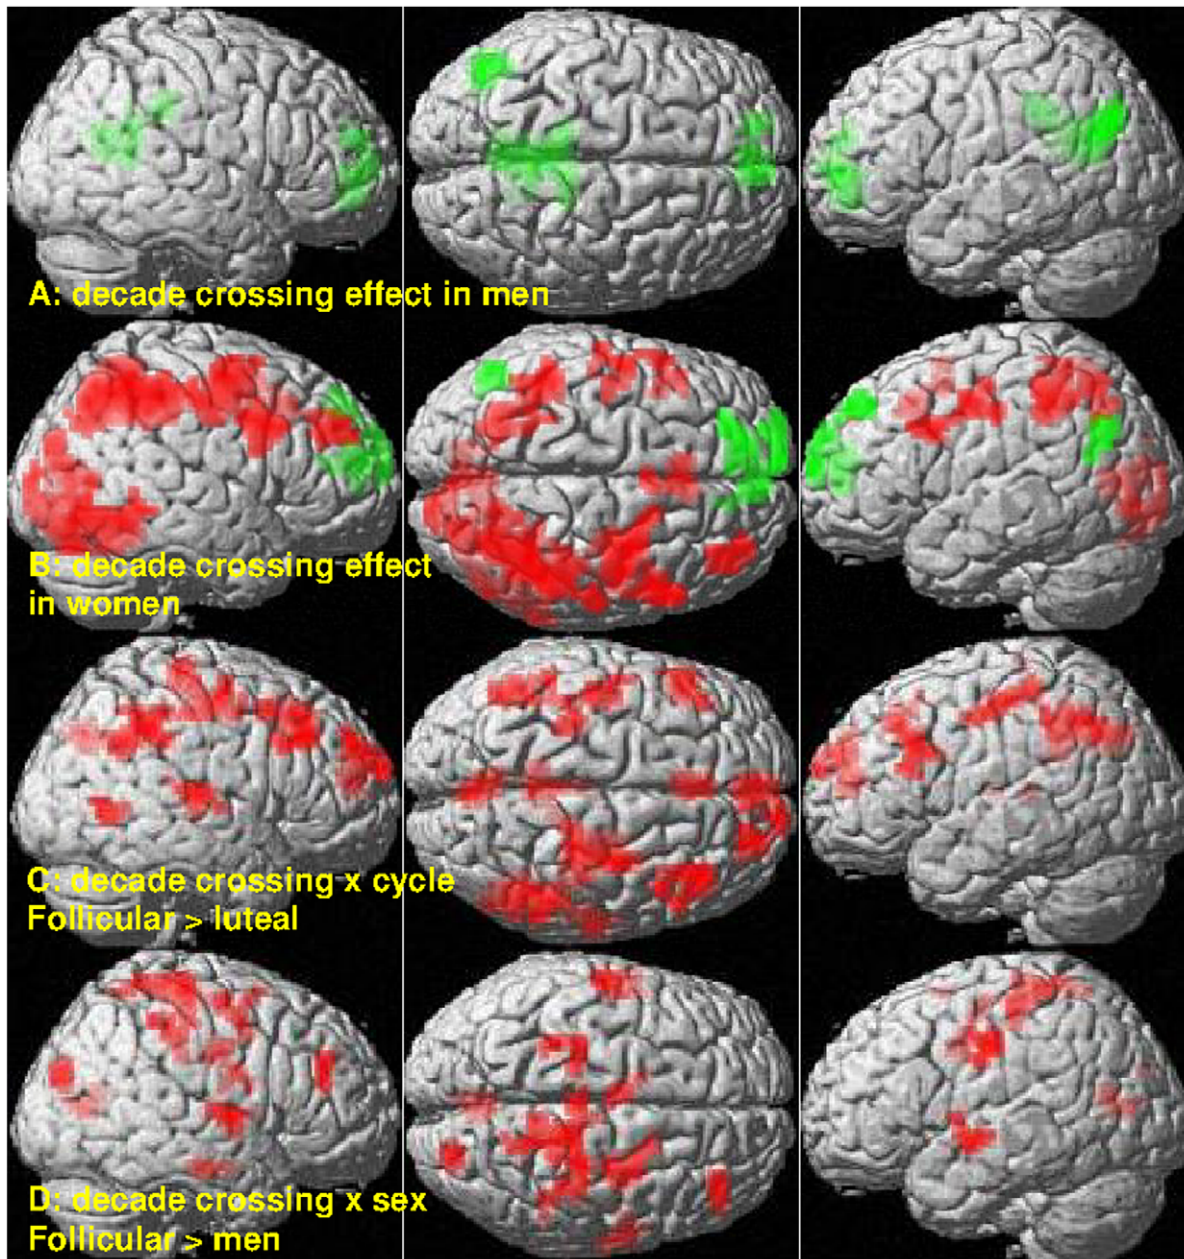 A: decade crossing effect in men
B: decade crossing effect
in women
C: decade crossing x cycle
Follicular > luteal
D: decade crossing x sex
Follicular > men